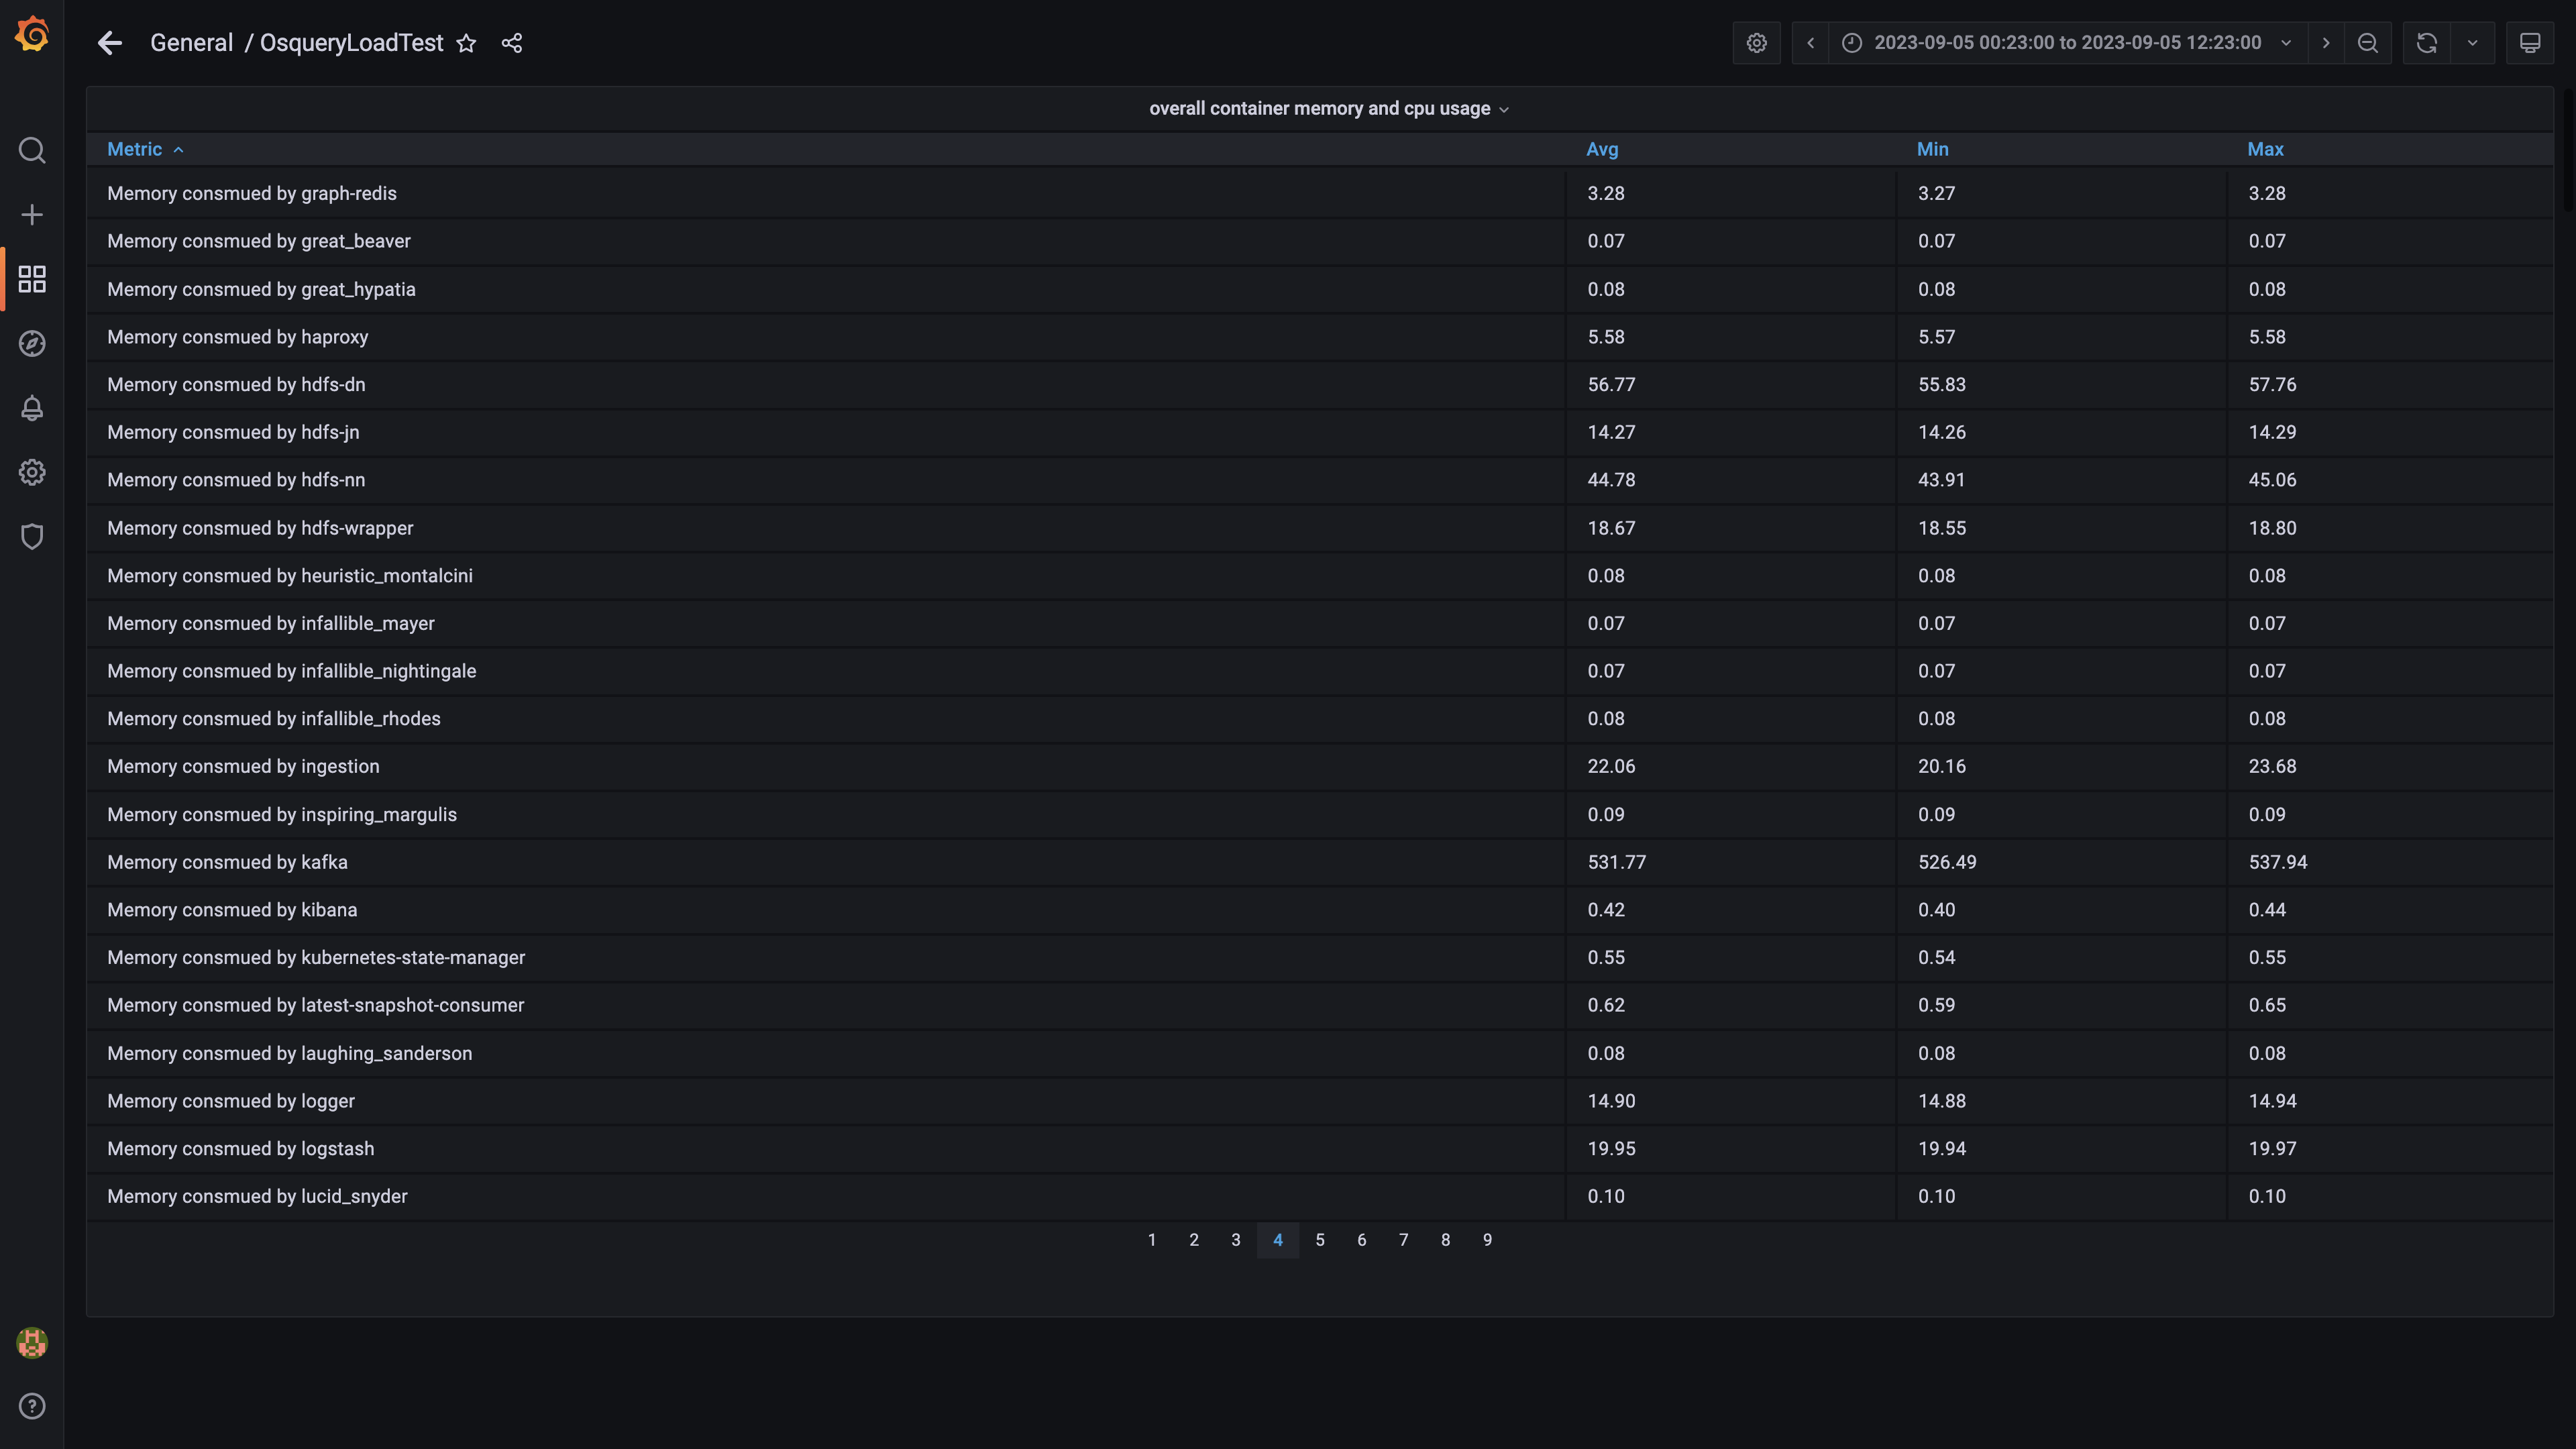 General / OsqueryLoadTest
2023-09-05 00:23:00 to 2023-09-05 12:23:00
overall container memory and cpu usage
Metric Avg Min Max
Memory consmued by graph-redis 3.28 3.27 3.28
Memory consmued by great_beaver 0.07 0.07 0.07
Memory consmued by great_hypatia 0.08 0.08 0.08
Memory consmued by haproxy 5.58 5.57 5.58
Memory consmued by hdfs-dn 56.77 55.83 57.76
Memory consmued by hdfs-jn 14.27 14.26 14.29
Memory consmued by hdfs-nn 44.78 43.91 45.06
Memory consmued by hdfs-wrapper 18.67 18.55 18.80
Memory consmued by heuristic_montalcini 0.08 0.08 0.08
Memory consmued by infallible_mayer 0.07 0.07 0.07
Memory consmued by infallible_nightingale 0.07 0.07 0.07
Memory consmued by infallible_rhodes 0.08 0.08 0.08
Memory consmued by ingestion 22.06 20.16 23.68
Memory consmued by inspiring_margulis 0.09 0.09 0.09
Memory consmued by kafka 531.77 526.49 537.94
Memory consmued by kibana 0.42 0.40 0.44
Memory consmued by kubernetes-state-manager 0.55 0.54 0.55
Memory consmued by latest-snapshot-consumer 0.62 0.59 0.65
Memory consmued by laughing_sanderson 0.08 0.08 0.08
Memory consmued by logger 14.90 14.88 14.94
Memory consmued by logstash 19.95 19.94 19.97
Memory consmued by lucid_snyder 0.10 0.10 0.10
1 2 3 4 5 6 7 8 9